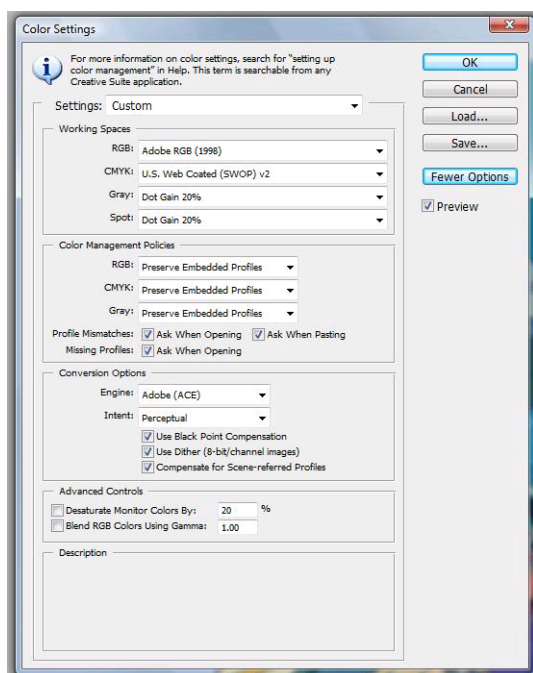 Color Settings
For more information on color settings, search for "setting up
color management" in Help. This term is searchable from any
Creative Suite application.
OK
Cancel
Load...
Save...
Fewer Options
Preview
Settings: Custom
Working Spaces
RGB: Adobe RGB (1998)
CMYK: U.S. Web Coated (SWOP) v2
Gray: Dot Gain 20%
Spot: Dot Gain 20%
Color Management Policies
RGB: Preserve Embedded Profiles
CMYK: Preserve Embedded Profiles
Gray: Preserve Embedded Profiles
Profile Mismatches: Ask When Opening Ask When Pasting
Missing Profiles: Ask When Opening
Conversion Options
Engine: Adobe (ACE)
Intent: Perceptual
Use Black Point Compensation
Use Dither (8-bit/channel images)
Compensate for Scene-referred Profiles
Advanced Controls
Desaturate Monitor Colors By: 20 %
Blend RGB Colors Using Gamma: 1.00
Description